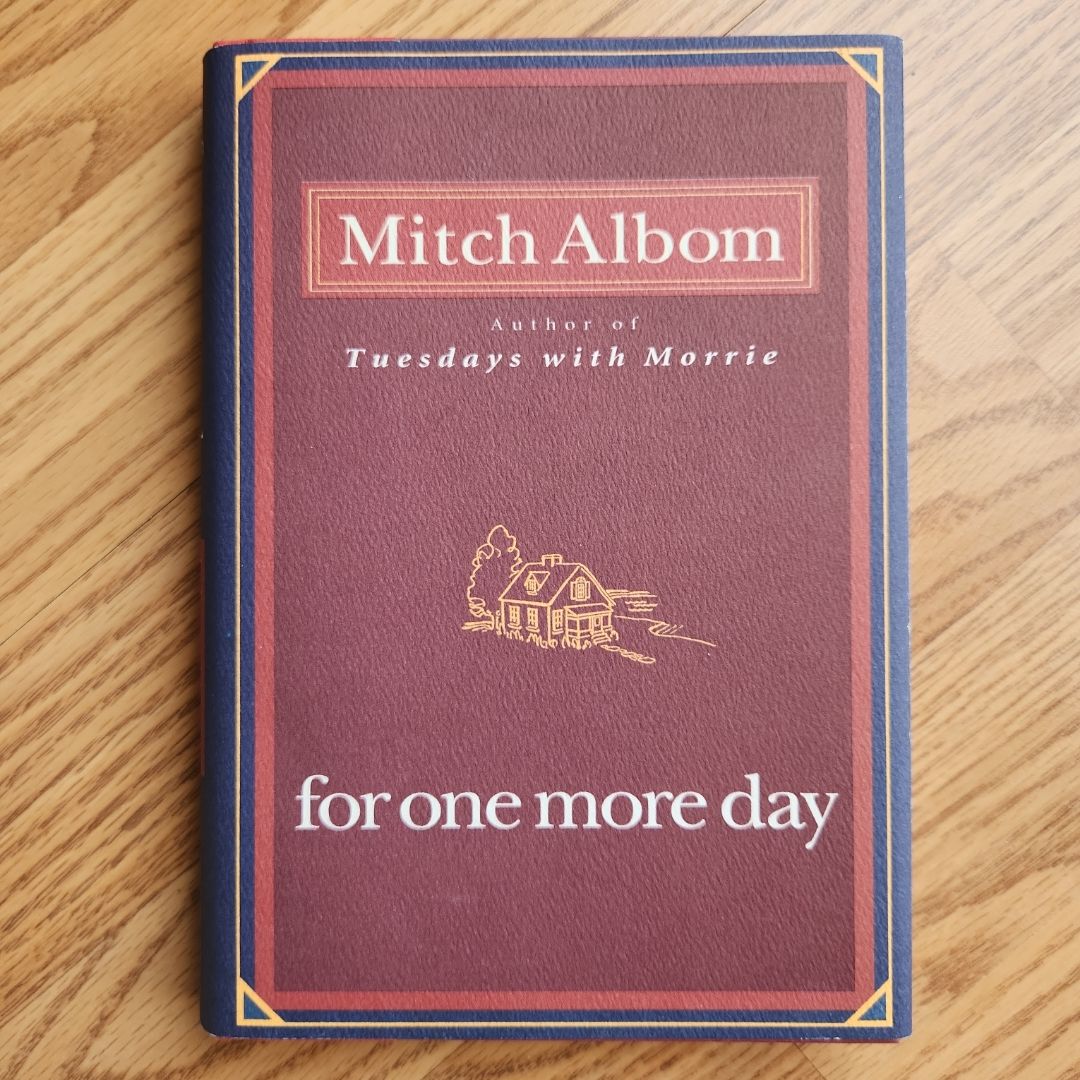 Mitch Albom
Author of
Tuesdays with Morrie
for one more day